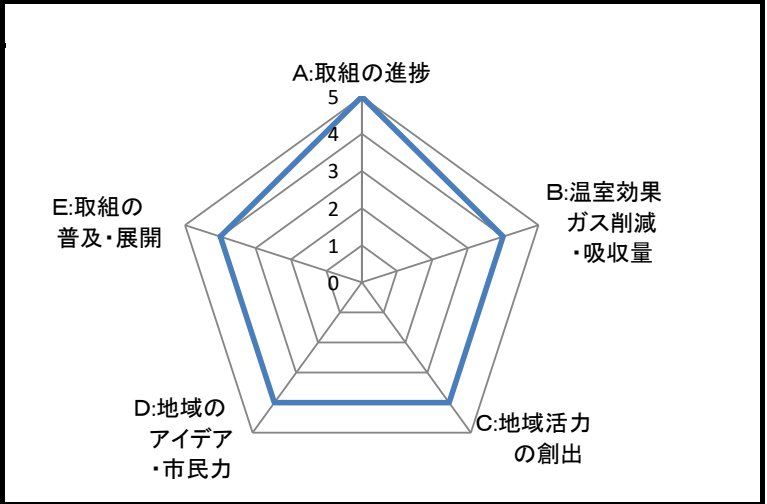 A:取組の進捗
5
4
3
2
1
0
B:温室効果
ガス削減
・吸収量
C:地域活力
の創出
D:地域の
アイデア
・市民力
E:取組の
普及・展開